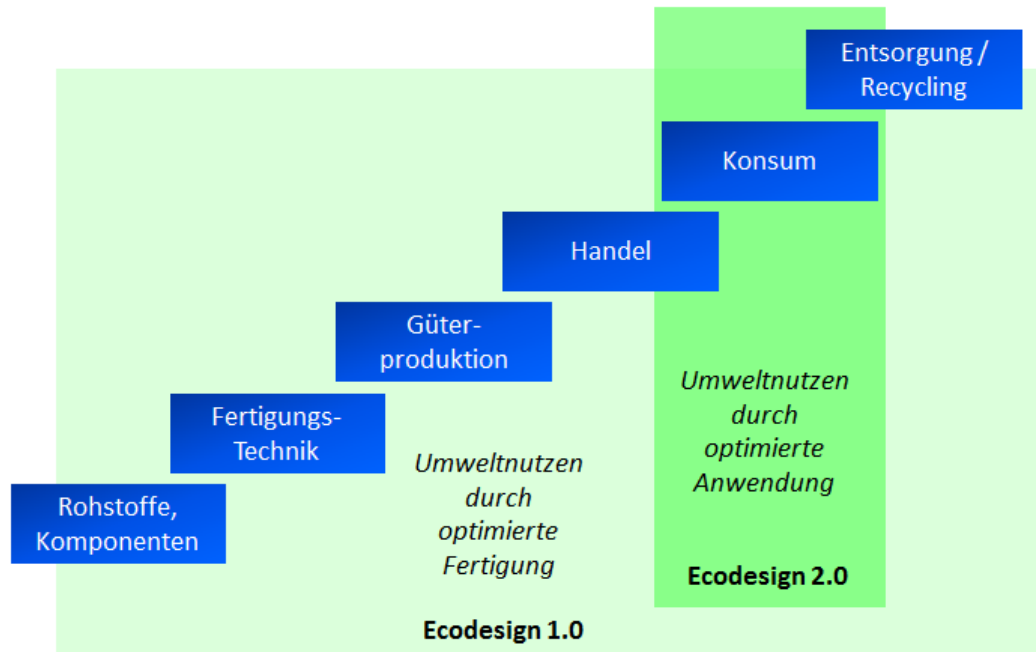 Entsorgung /
Recycling
Konsum
Handel
Güter-
produktion
Fertigungs-
Technik
Rohstoffe,
Komponenten
Umweltnutzen
durch
optimierte
Fertigung
Ecodesign 1.0
Umweltnutzen
durch
optimierte
Anwendung
Ecodesign 2.0